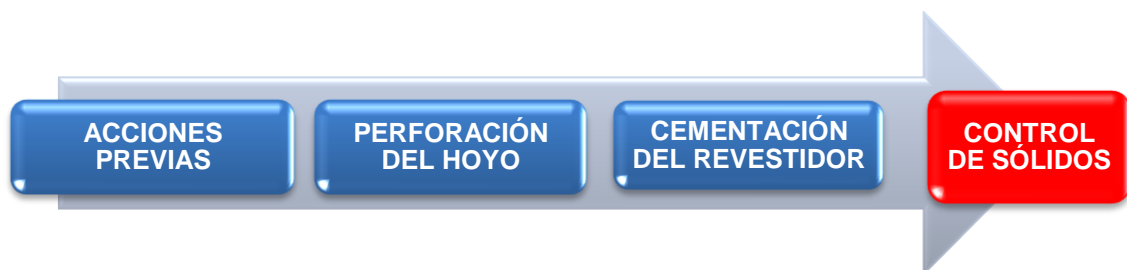 ACCIONES
PREVIAS
PERFORACIÓN
DEL HOYO
CEMENTACIÓN
DEL REVESTIDOR
CONTROL
DE SÓLIDOS